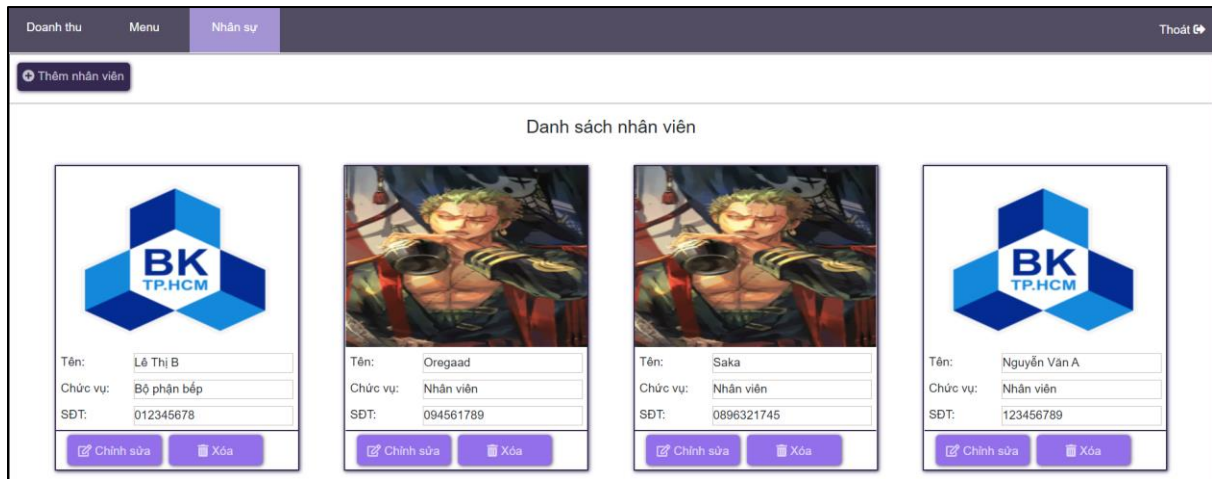 Doanh thu Menu Nhân sự Thoát
Thêm nhân viên
Danh sách nhân viên
BK
TP.HCM
BK
TP.HCM
Tên: Lê Thị B Tên: Oregaad Tên: Saka Tên: Nguyễn Văn A
Chức vụ: Bộ phận bếp Chức vụ: Nhân viên Chức vụ: Nhân viên Chức vụ: Nhân viên
SĐT: 012345678 SĐT: 094561789 SĐT: 0896321745 SĐT: 123456789
Chỉnh sửa Xóa Chỉnh sửa Xóa Chỉnh sửa Xóa Chỉnh sửa Xóa